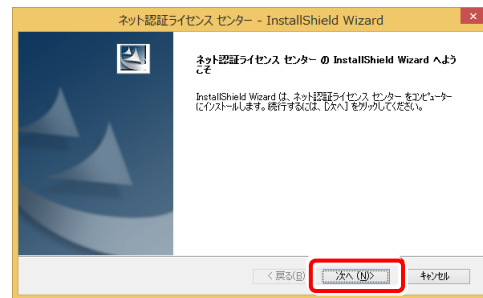 ネット認証ライセンス センター - InstallShield Wizard
ネット認証ライセンス センター の InstallShield Wizard へよう
こそ
InstallShield Wizard は、ネット認証ライセンス センター をコンピューター
にインストールします。続行するには、[次へ] をクリックしてください。
< 戻る(B)
次へ (N)>
キャンセル